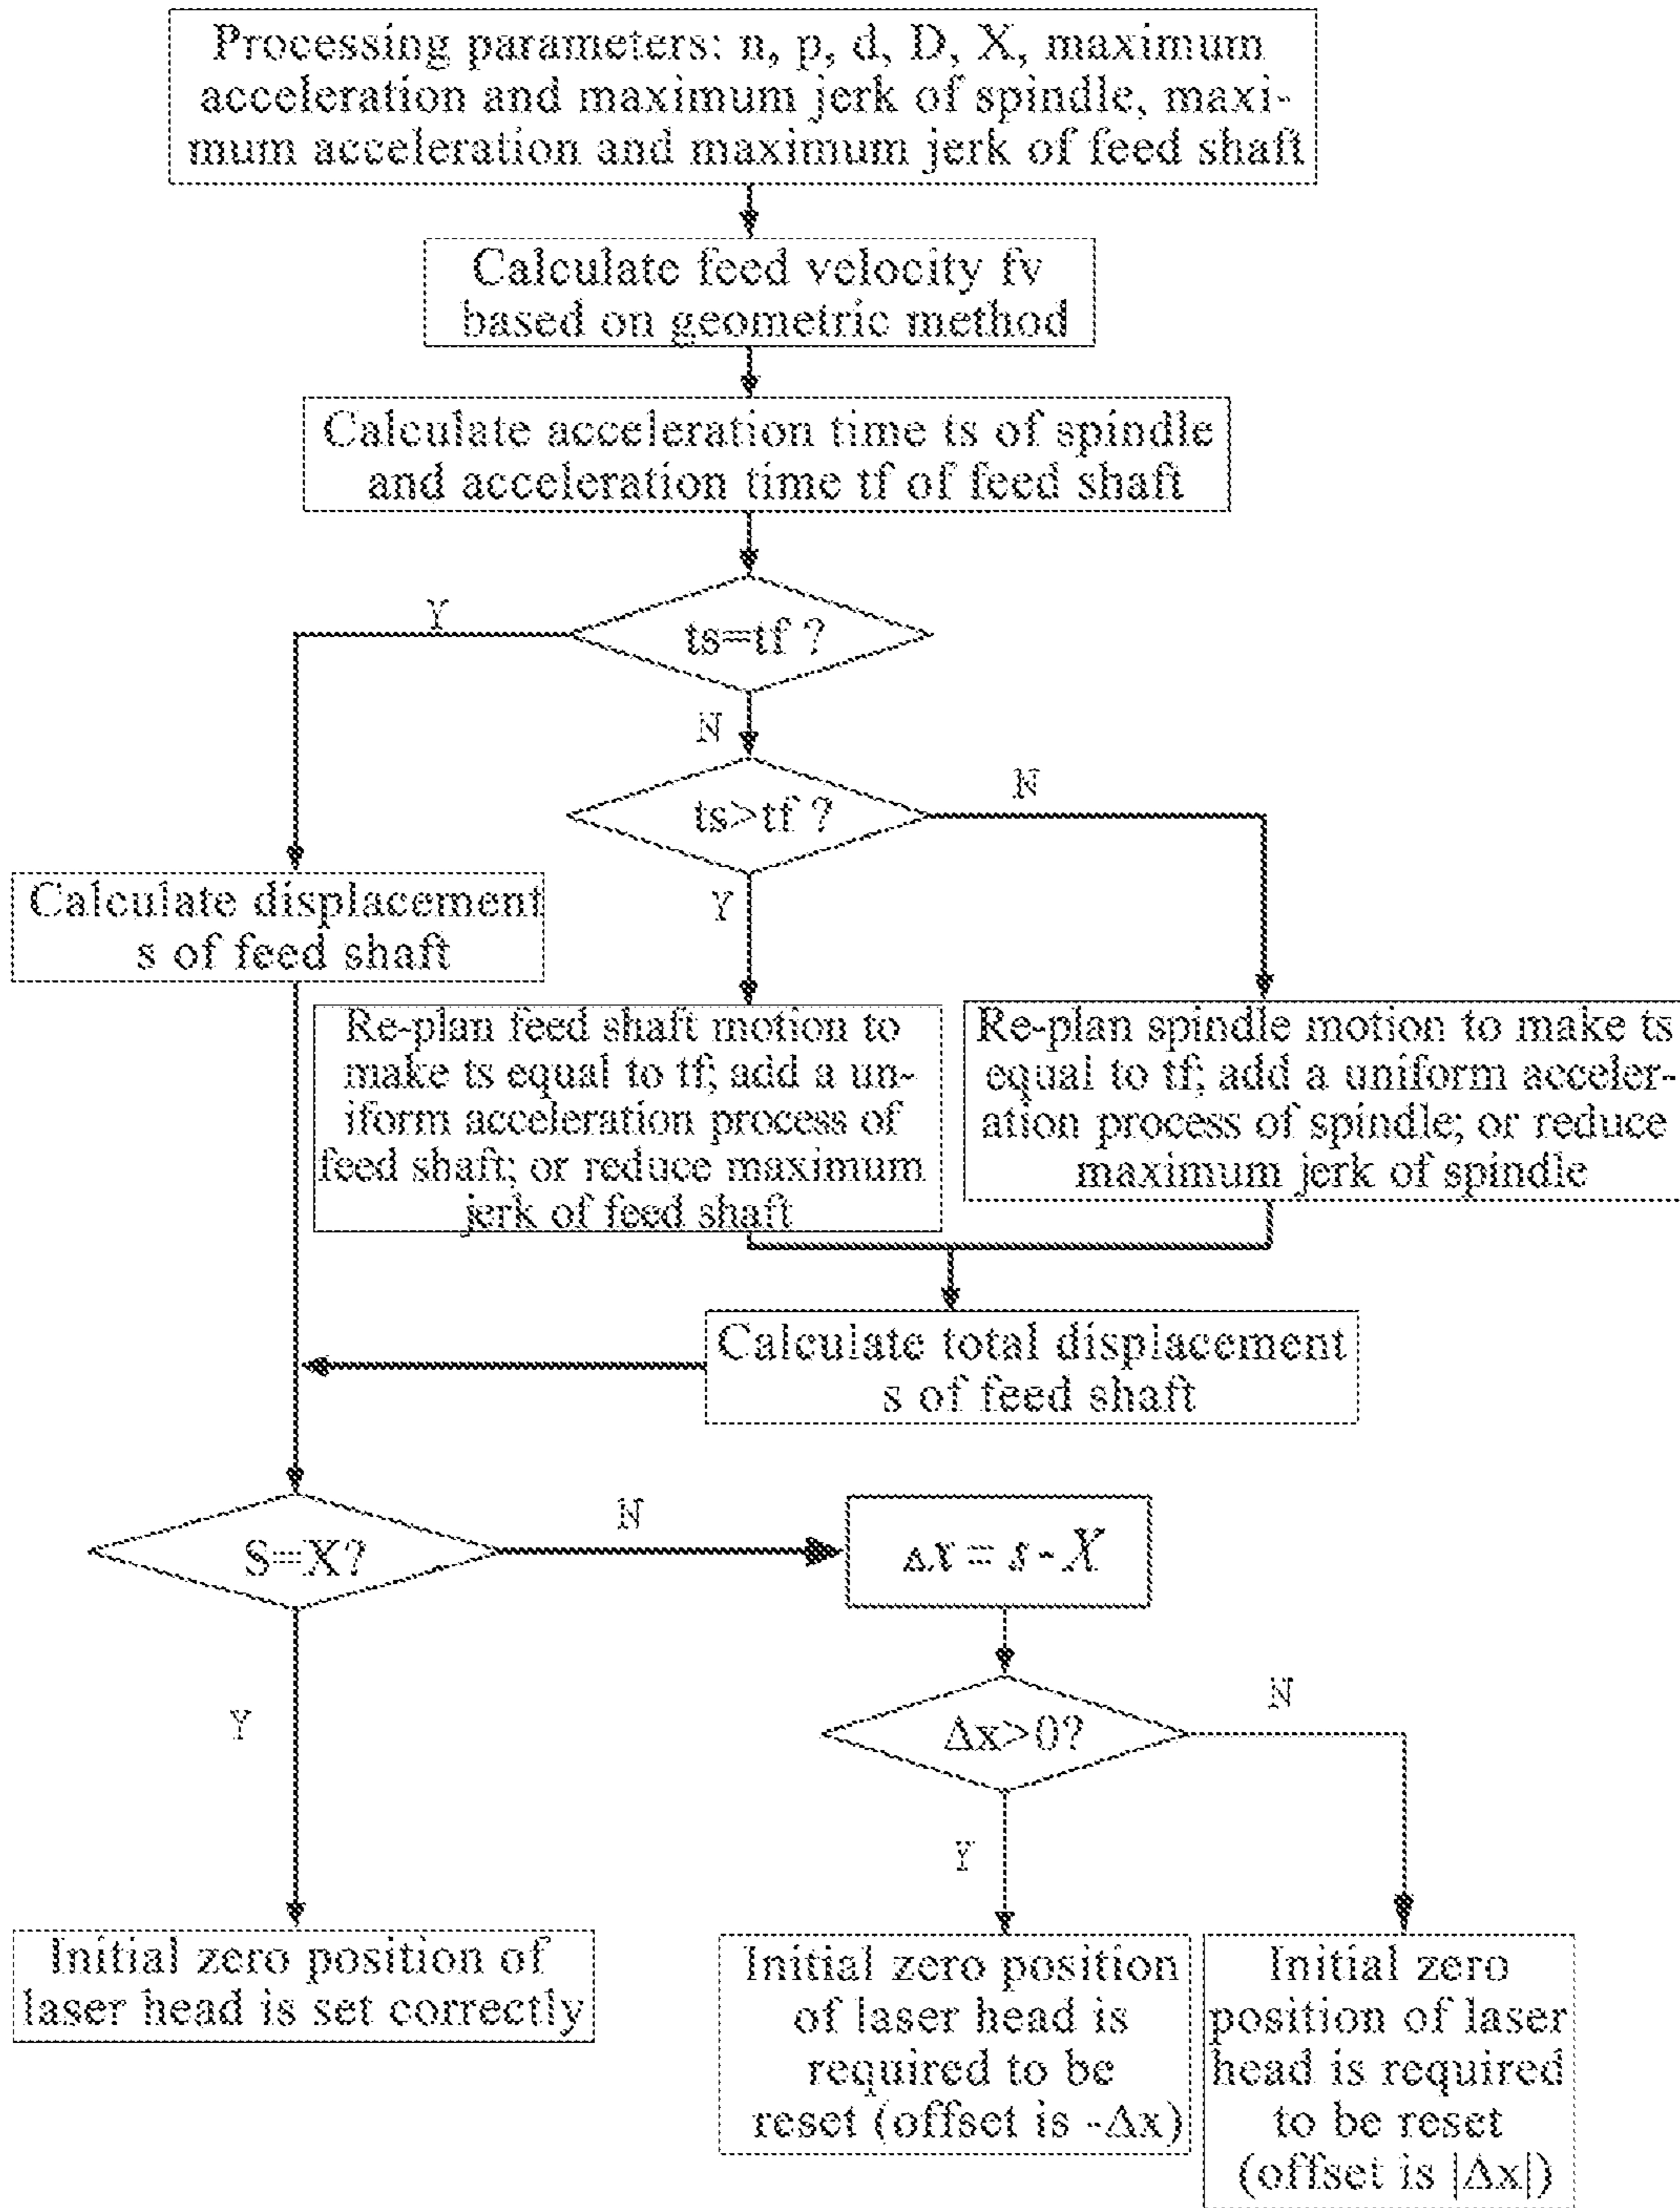 Processing parameters: n, p, d, D, X, maximum
acceleration and maximum jerk of spindle, maxi-
mum acceleration and maximum jerk of feed shaft
Calculate feed velocity fv
based on geometric method
Calculate acceleration time ts of spindle
and acceleration time tf of feed shaft
ts=tf ?
Y
N
ts>tf ?
N
Y
Calculate displacement
s of feed shaft
Re-plan feed shaft motion to
make ts equal to tf; add a un-
iform acceleration process of
feed shaft; or reduce maximum
jerk of feed shaft
Re-plan spindle motion to make ts
equal to tf; add a uniform acceler-
ation process of spindle; or reduce
maximum jerk of spindle
Calculate total displacement
s of feed shaft
S=X?
N
Δx = s - X
Y
Δx>0?
N
Y
Initial zero position of
laser head is set correctly
Initial zero position
of laser head is
required to be
reset (offset is -Δx)
Initial zero
position of laser
head is required
to be reset
(offset is |Δx|)